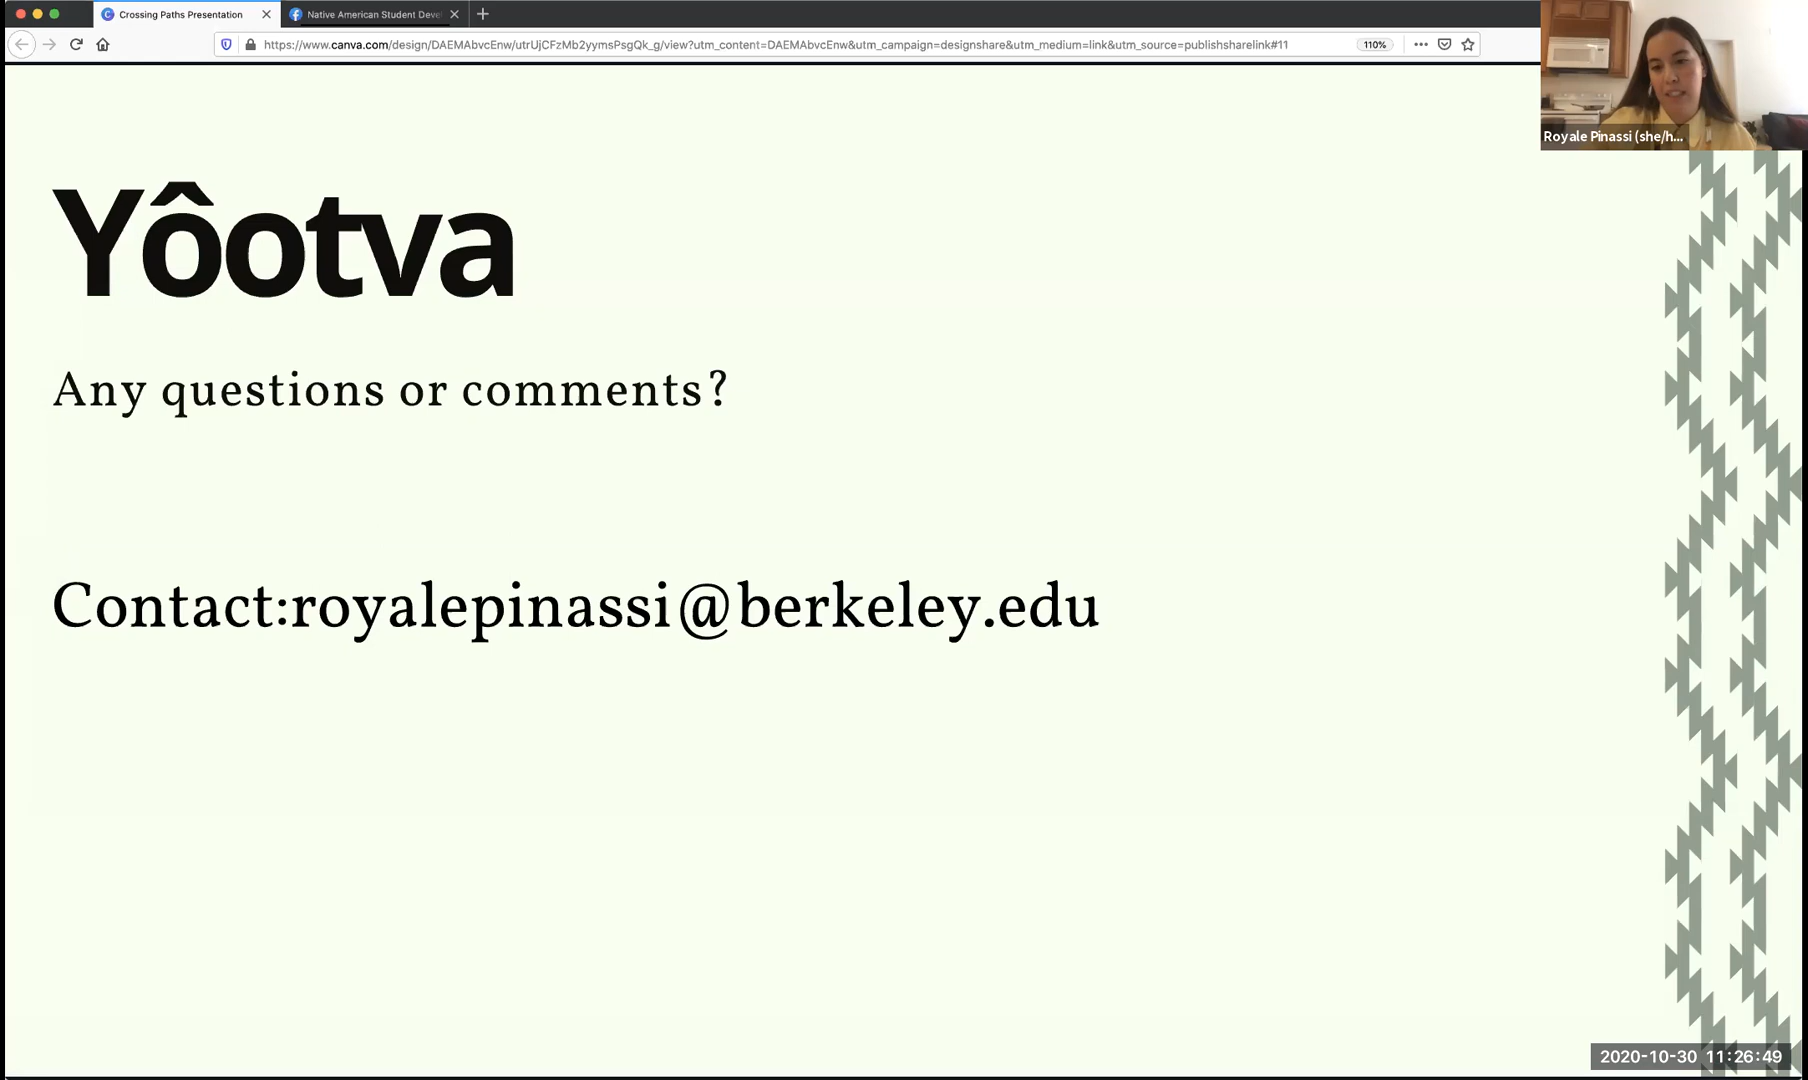 Crossing Paths Presentation
Native American Student Deve
https://www.canva.com/design/DAEMAbvcEnw/utrUjCFzMb2yymsPsgQk_g/view?utm_content=DAEMAbvcEnw&utm_campaign=designshare&utm_medium=link&utm_source=publishsharelink#11
110%
Royale Pinassi (she/h...
Yôotva
Any questions or comments?
Contact:royalepinassi@berkeley.edu
2020-10-30 11:26:49